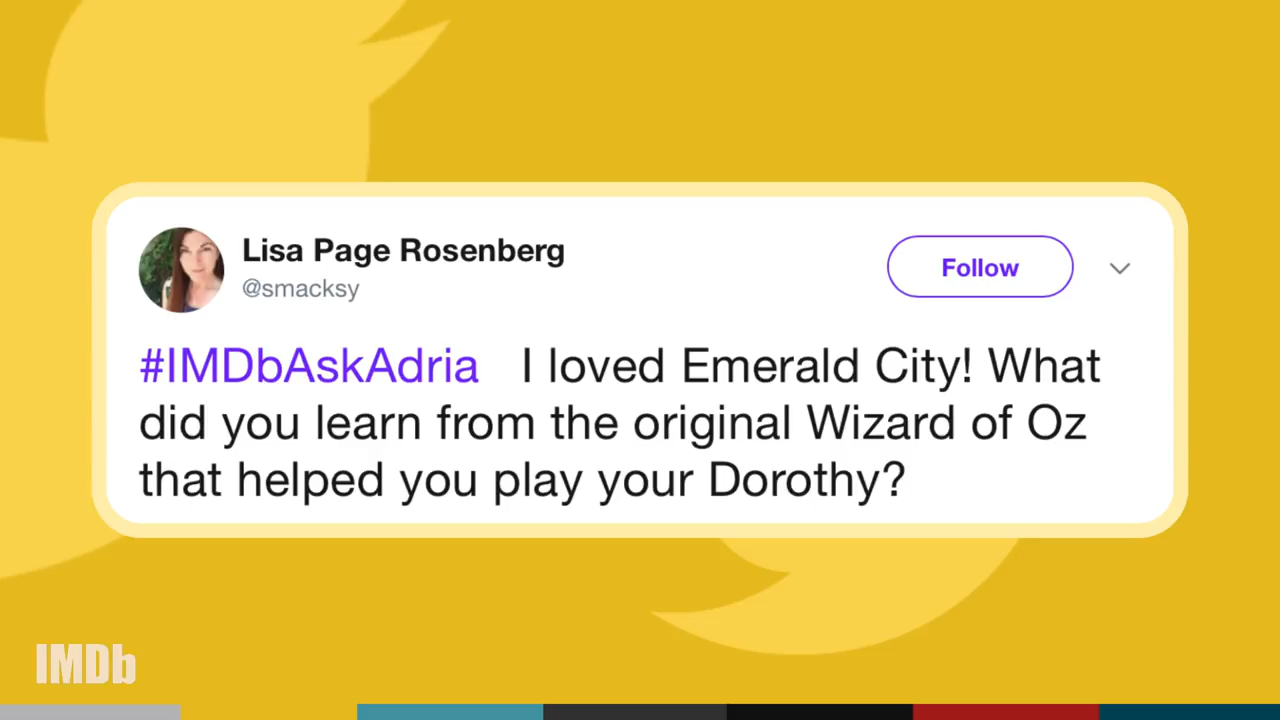 Lisa Page Rosenberg
@smacksy
Follow
#IMDbAskAdria I loved Emerald City! What
did you learn from the original Wizard of Oz
that helped you play your Dorothy?
IMDb